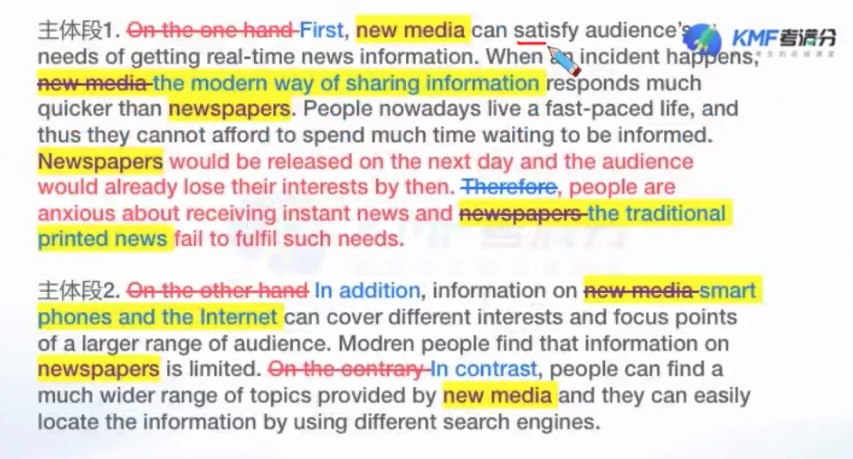 主体段1. On the one hand First, new media can satisfy audience's
needs of getting real-time news information. When an incident happens,
new media the modern way of sharing information responds much
quicker than newspapers. People nowadays live a fast-paced life, and
thus they cannot afford to spend much time waiting to be informed.
Newspapers would be released on the next day and the audience
would already lose their interests by then. Therefore, people are
anxious about receiving instant news and newspapers the traditional
printed news fail to fulfil such needs.
主体段2. On the other hand In addition, information on new media smart
phones and the Internet can cover different interests and focus points
of a larger range of audience. Modren people find that information on
newspapers is limited. On the contrary In contrast, people can find a
much wider range of topics provided by new media and they can easily
locate the information by using different search engines.
KMF考满分